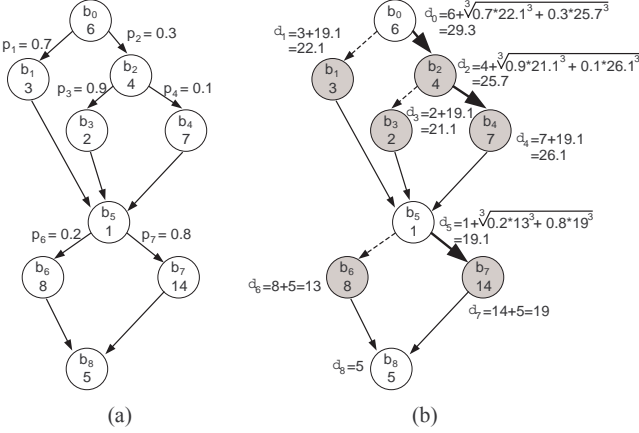 b₀
6
p₁= 0.7
p₂ = 0.3
b₁
3
b₂
4
p₃= 0.9
p₄ = 0.1
b₃
2
b₄
7
b₅
1
p₆= 0.2
p₇= 0.8
b₆
8
b₇
14
b₈
5
(a)
b₀
6
d₀=6+∛(0.7*22.1³ + 0.3*25.7³)
=29.3
d₁=3+19.1
=22.1
b₁
3
b₂
4
d₂=4+∛(0.9*21.1³ + 0.1*26.1³)
=25.7
b₃
2
d₃=2+19.1
=21.1
b₄
7
d₄=7+19.1
=26.1
b₅
1
d₅=1+∛(0.2*13³ + 0.8*19³)
=19.1
d₆=8+5=13
b₆
8
b₇
14
d₇=14+5=19
d₈=5
b₈
5
(b)